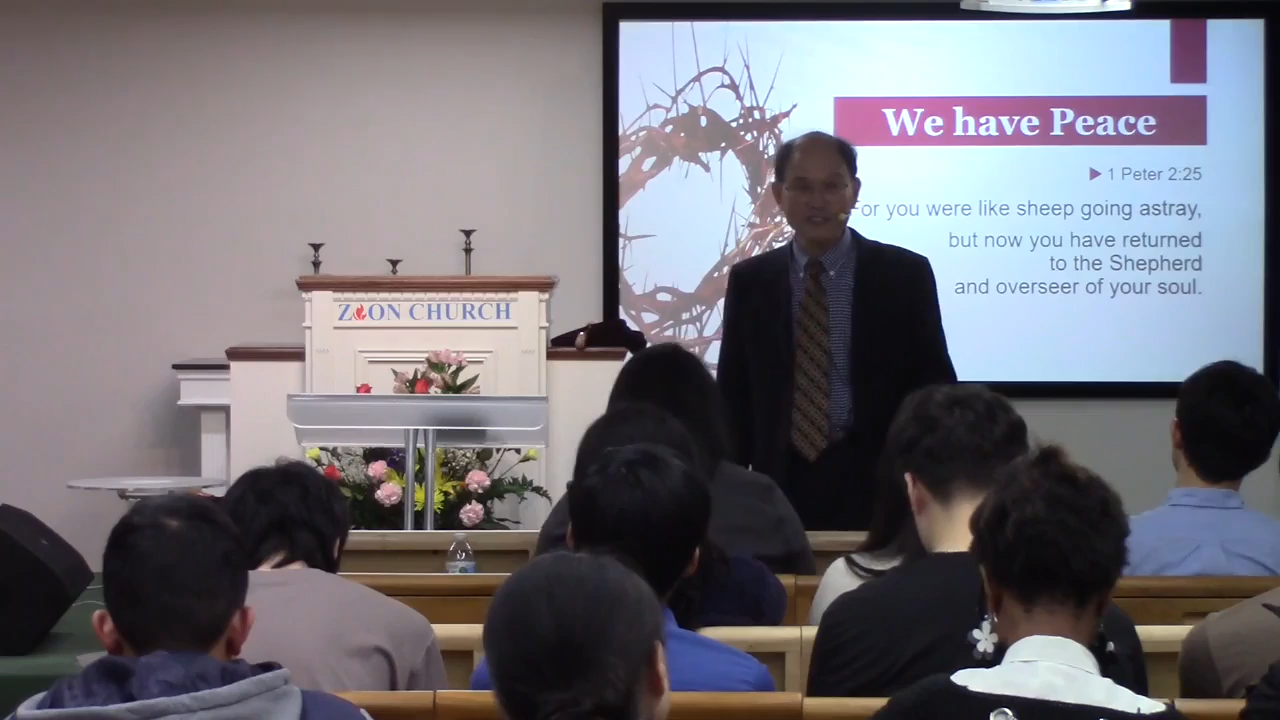 We have Peace
1 Peter 2:25
For you were like sheep going astray,
but now you have returned
to the Shepherd
and overseer of your soul.
ZION CHURCH